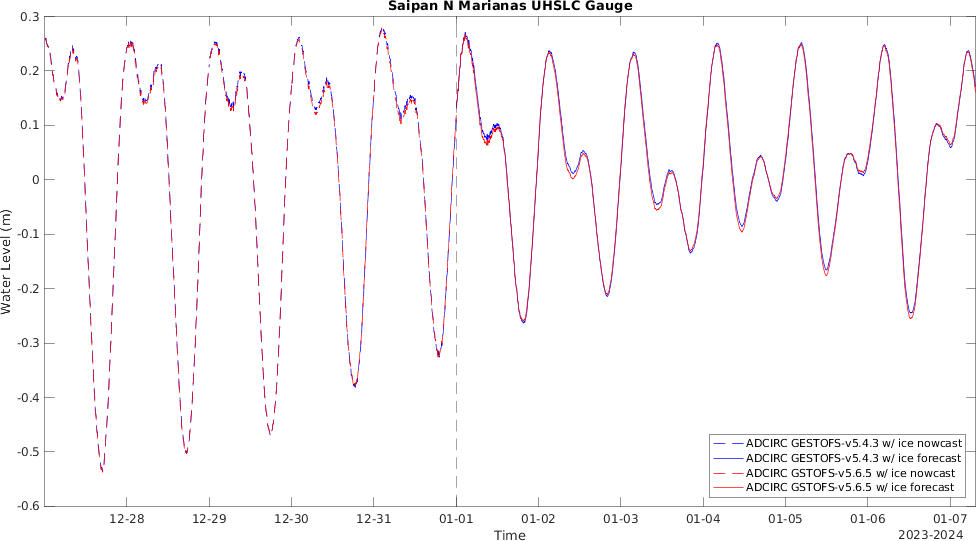 Saipan N Marianas UHSLC Gauge
0.3
0.2
0.1
0
-0.1
-0.2
-0.3
-0.4
-0.5
-0.6
Water Level (m)
ADCIRC GESTOFS-v5.4.3 w/ ice nowcast
ADCIRC GESTOFS-v5.4.3 w/ ice forecast
ADCIRC GSTOFS-v5.6.5 w/ ice nowcast
ADCIRC GSTOFS-v5.6.5 w/ ice forecast
12-28 12-29 12-30 12-31 01-01 01-02 01-03 01-04 01-05 01-06 01-07
Time
2023-2024